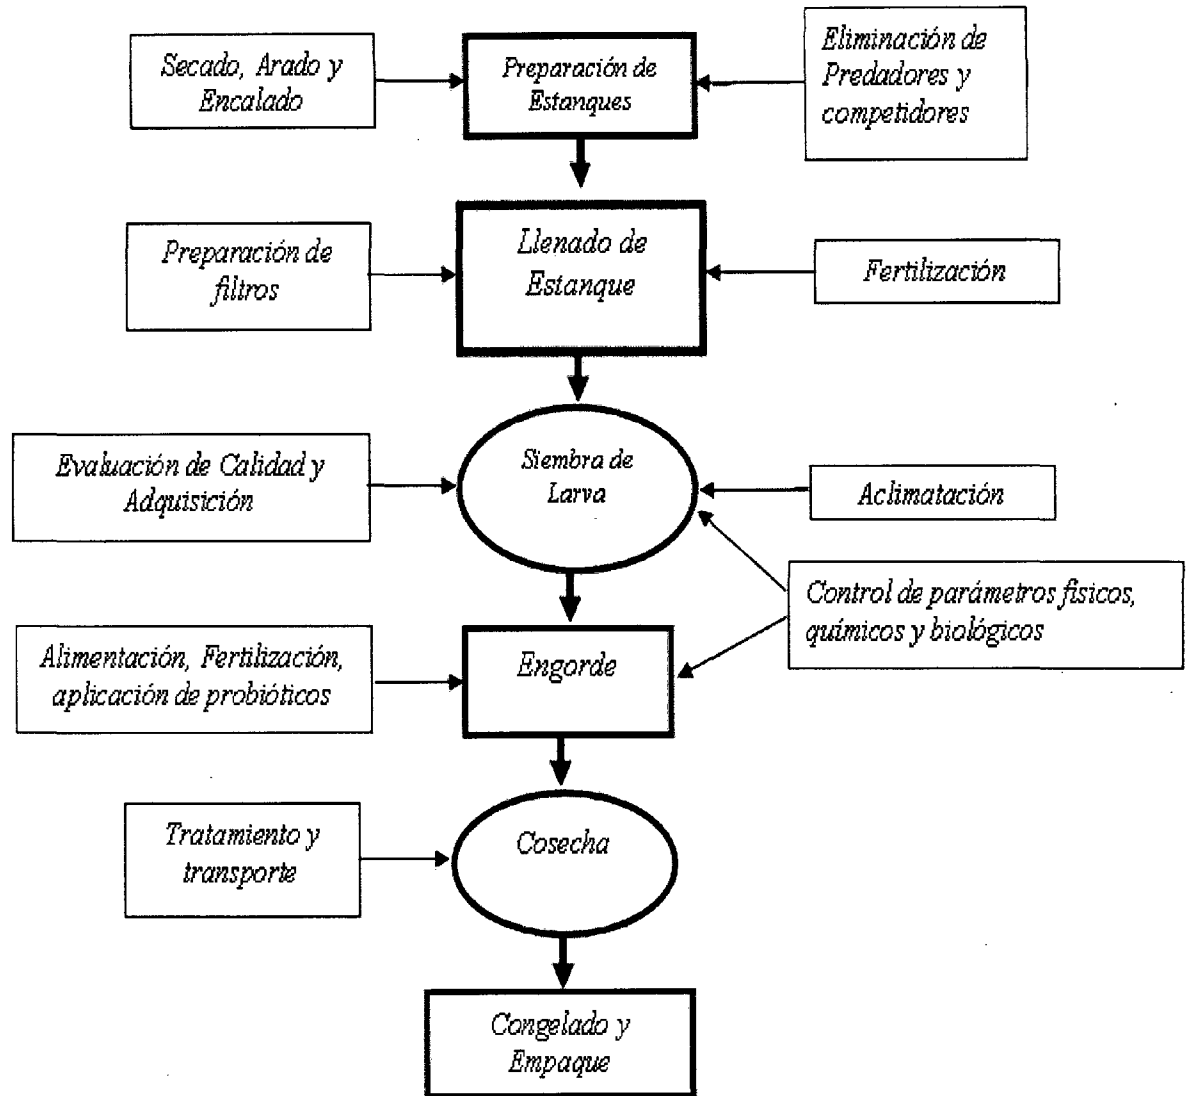 Secado, Arado y
Encalado
Preparación de
Estanques
Eliminación de
Predadores y
competidores
Preparación de
filtros
Llenado de
Estanque
Fertilización
Evaluación de Calidad y
Adquisición
Siembra de
Larva
Aclimatación
Control de parámetros físicos,
químicos y biológicos
Alimentación, Fertilización,
aplicación de probióticos
Engorde
Tratamiento y
transporte
Cosecha
Congelado y
Empaque